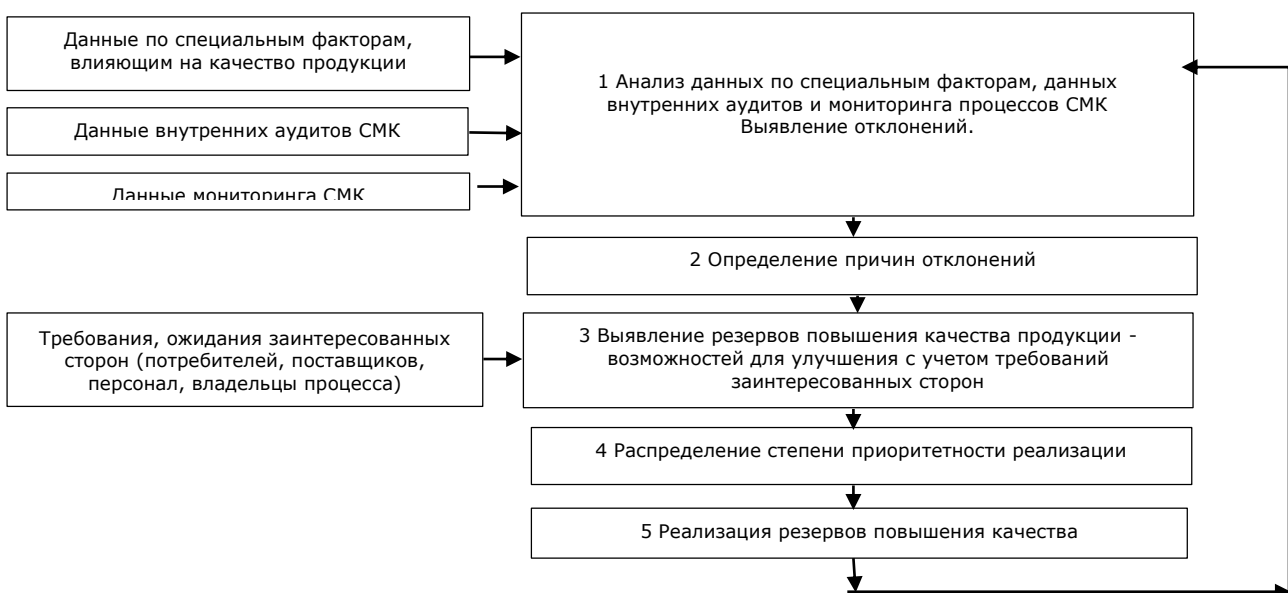 Данные по специальным факторам,
влияющим на качество продукции
1 Анализ данных по специальным факторам, данных
внутренних аудитов и мониторинга процессов СМК
Выявление отклонений.
Данные внутренних аудитов СМК
Данные мониторинга СМК
2 Определение причин отклонений
Требования, ожидания заинтересованных
сторон (потребителей, поставщиков,
персонал, владельцы процесса)
3 Выявление резервов повышения качества продукции -
возможностей для улучшения с учетом требований
заинтересованных сторон
4 Распределение степени приоритетности реализации
5 Реализация резервов повышения качества